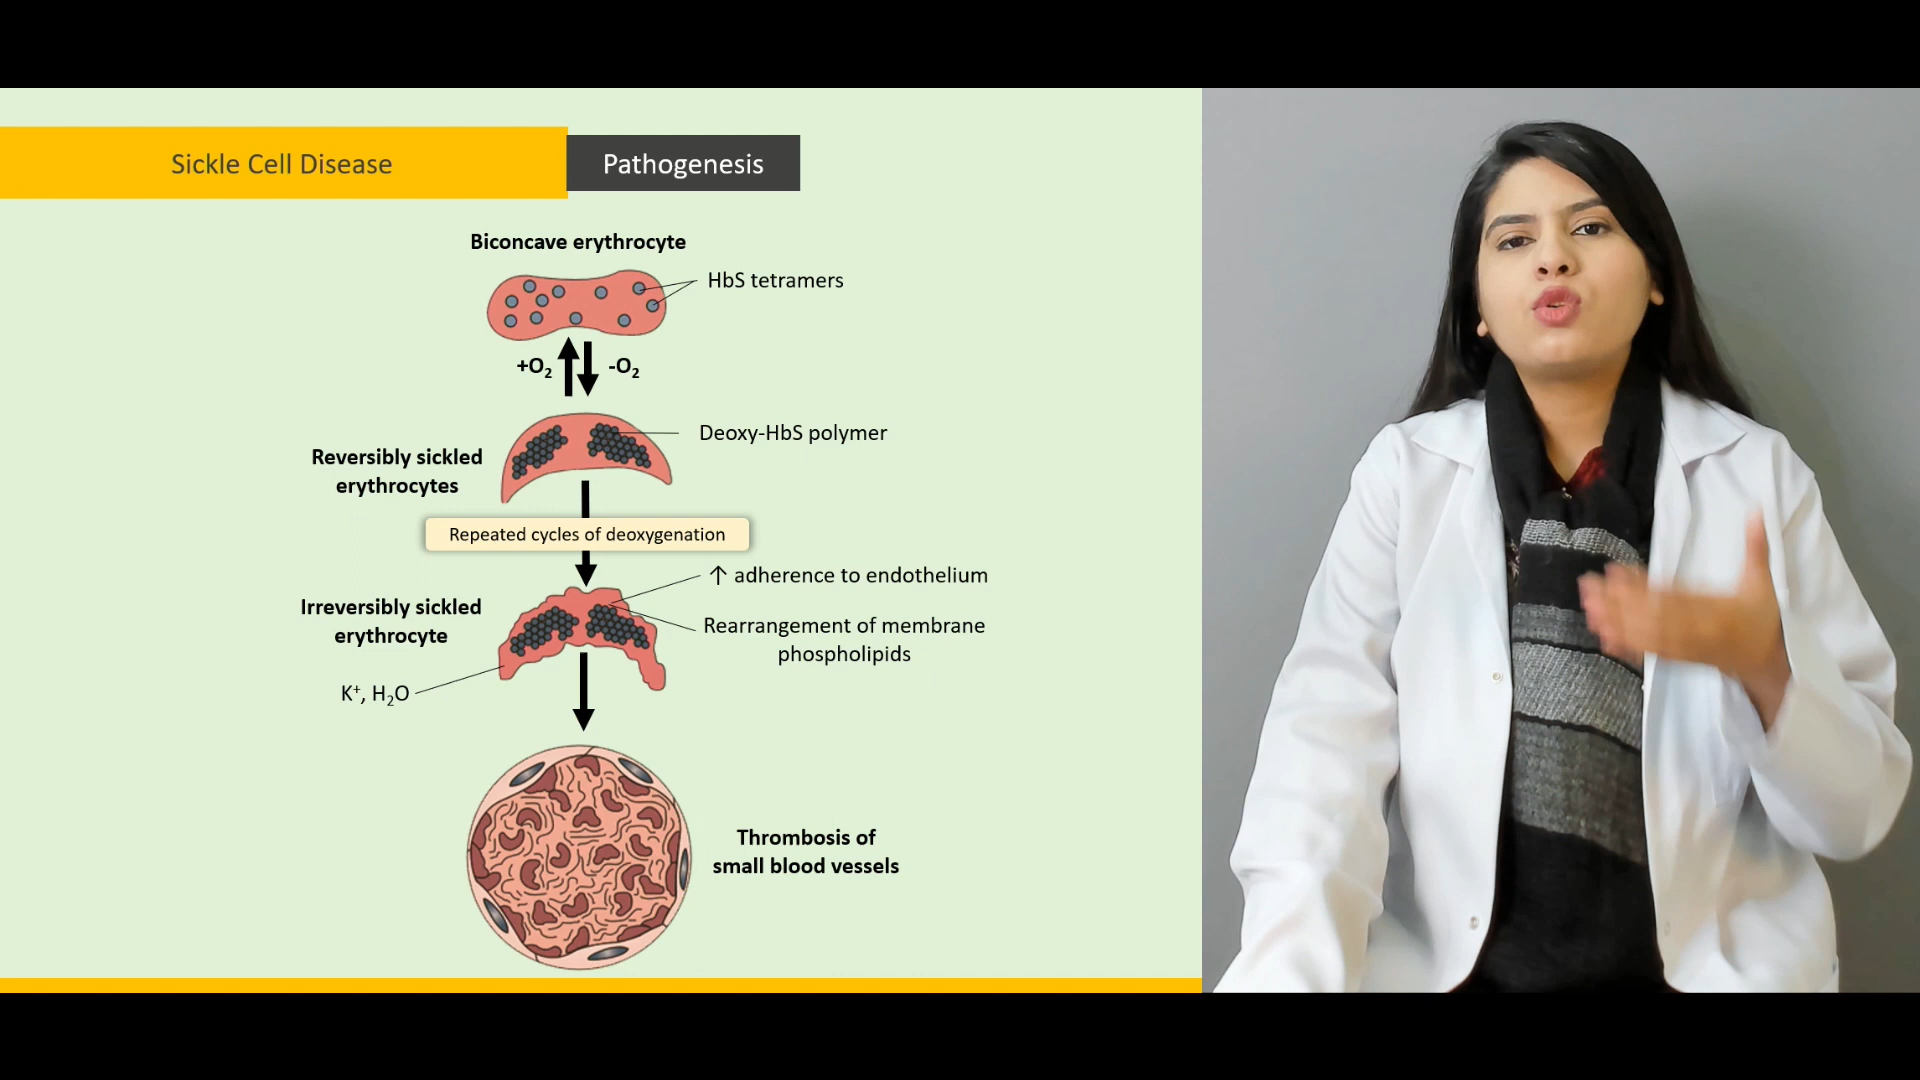 Sickle Cell Disease
Pathogenesis
Biconcave erythrocyte
HbS tetramers
+O₂
-O₂
Deoxy-HbS polymer
Reversibly sickled
erythrocytes
Repeated cycles of deoxygenation
↑ adherence to endothelium
Irreversibly sickled
erythrocyte
Rearrangement of membrane
phospholipids
K⁺, H₂O
Thrombosis of
small blood vessels